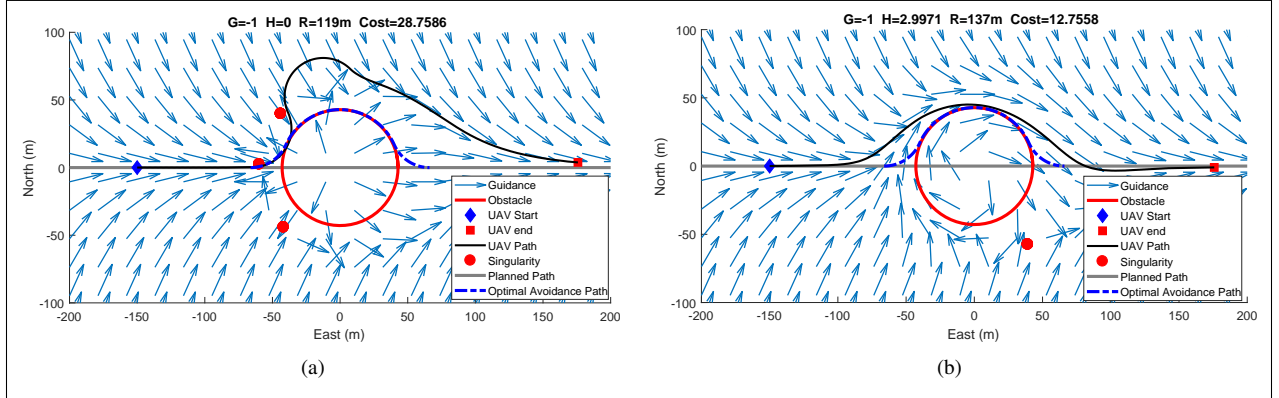 G=-1 H=0 R=119m Cost=28.7586
100
50
0
-50
-100
North (m)
-200
-150
-100
-50
0
50
100
150
200
East (m)
Guidance
Obstacle
UAV Start
UAV end
UAV Path
Singularity
Planned Path
Optimal Avoidance Path
(a)
G=-1 H=2.9971 R=137m Cost=12.7558
100
50
0
-50
-100
North (m)
-200
-150
-100
-50
0
50
100
150
200
East (m)
Guidance
Obstacle
UAV Start
UAV end
UAV Path
Singularity
Planned Path
Optimal Avoidance Path
(b)